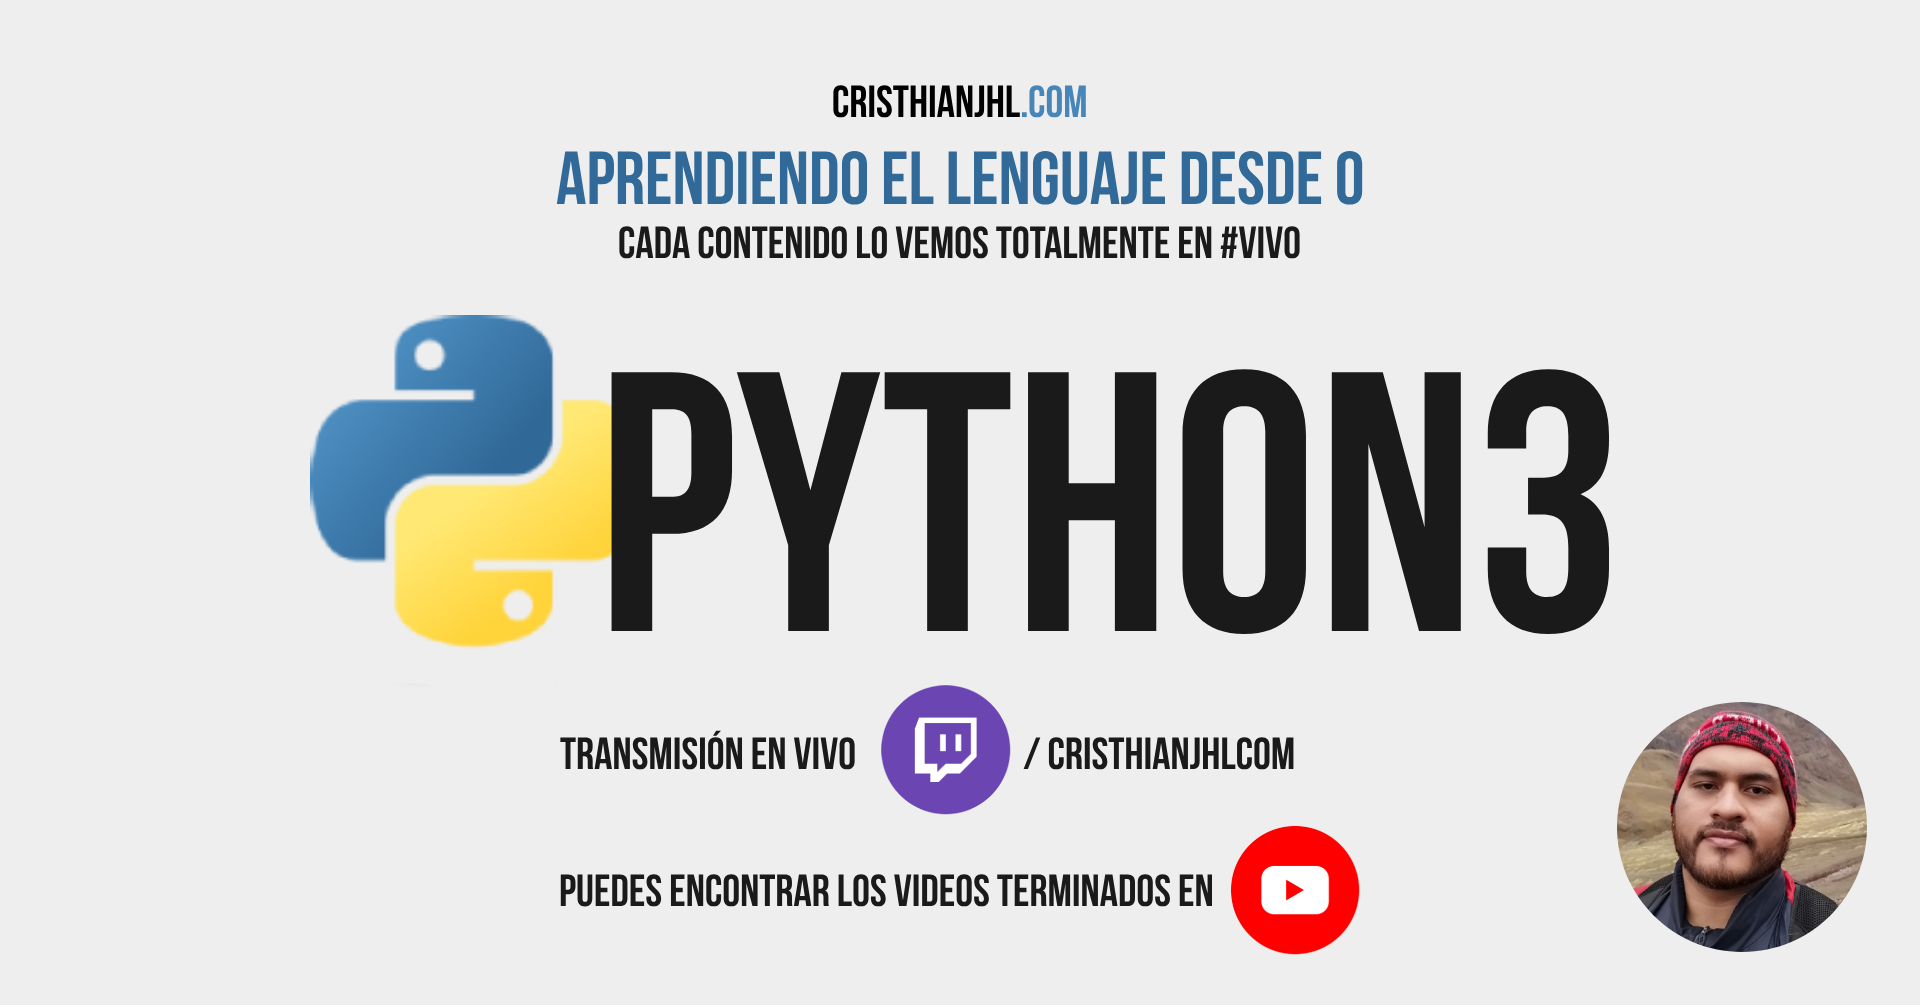 CRISTHIANJHL.COM
APRENDIENDO EL LENGUAJE DESDE 0
CADA CONTENIDO LO VEMOS TOTALMENTE EN #VIVO
PYTHON3
TRANSMISIÓN EN VIVO / CRISTHIANJHLCOM
PUEDES ENCONTRAR LOS VIDEOS TERMINADOS EN